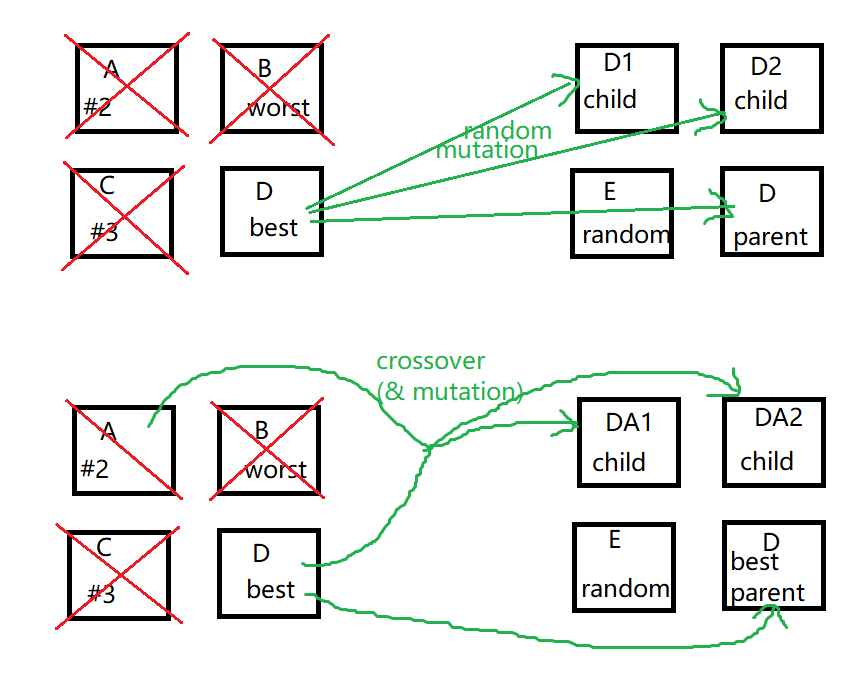 A
#2
B
worst
D1
child
D2
child
random
mutation
C
#3
D
best
E
random
D
parent
crossover
(& mutation)
A
#2
B
worst
DA1
child
DA2
child
C
#3
D
best
E
random
D
best
parent